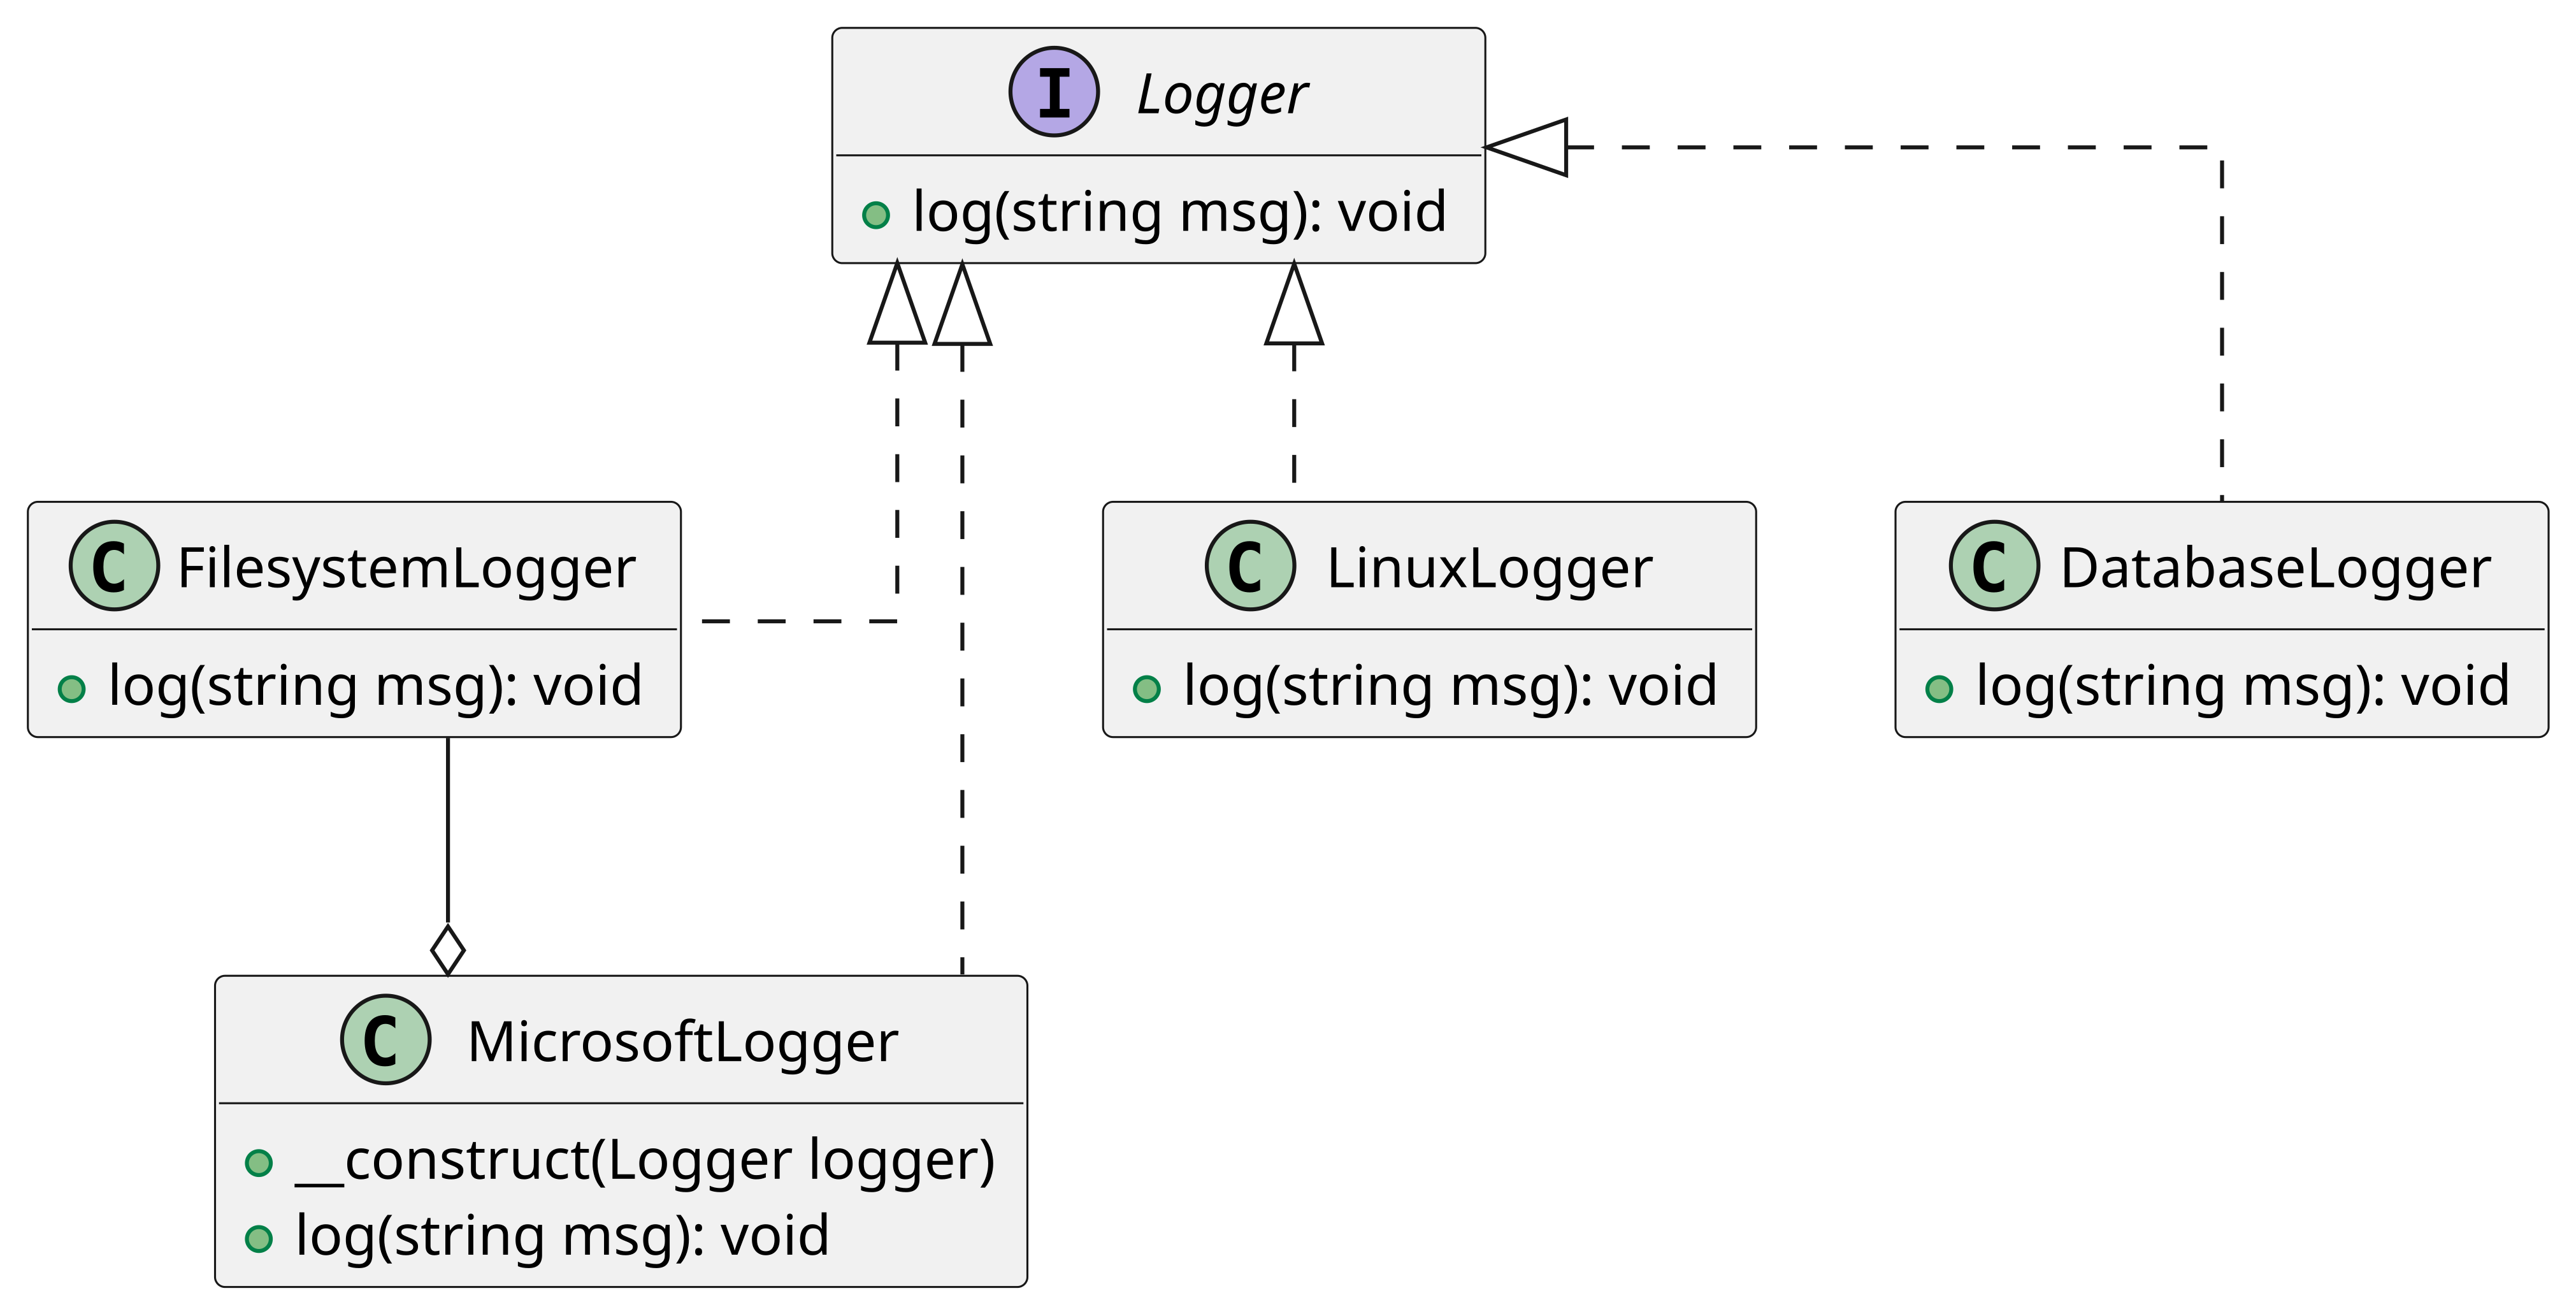 I Logger
log(string msg): void
C FilesystemLogger
log(string msg): void
C LinuxLogger
log(string msg): void
C DatabaseLogger
log(string msg): void
C MicrosoftLogger
__construct(Logger logger)
log(string msg): void